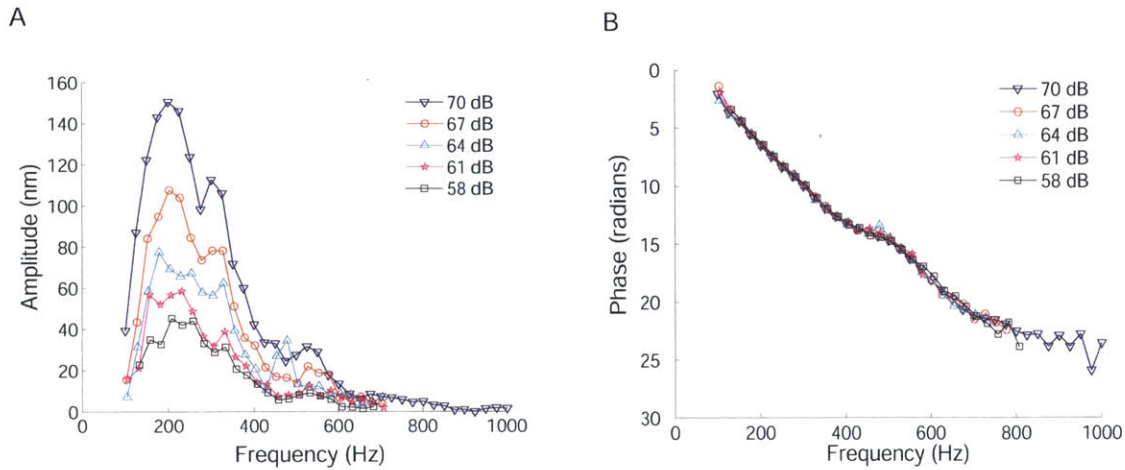 A
160
140
120
100
80
60
40
20
0
Amplitude (nm)
0 200 400 600 800 1000
Frequency (Hz)
70 dB
67 dB
64 dB
61 dB
58 dB
B
0
5
10
15
20
25
30
Phase (radians)
0 200 400 600 800 1000
Frequency (Hz)
70 dB
67 dB
64 dB
61 dB
58 dB